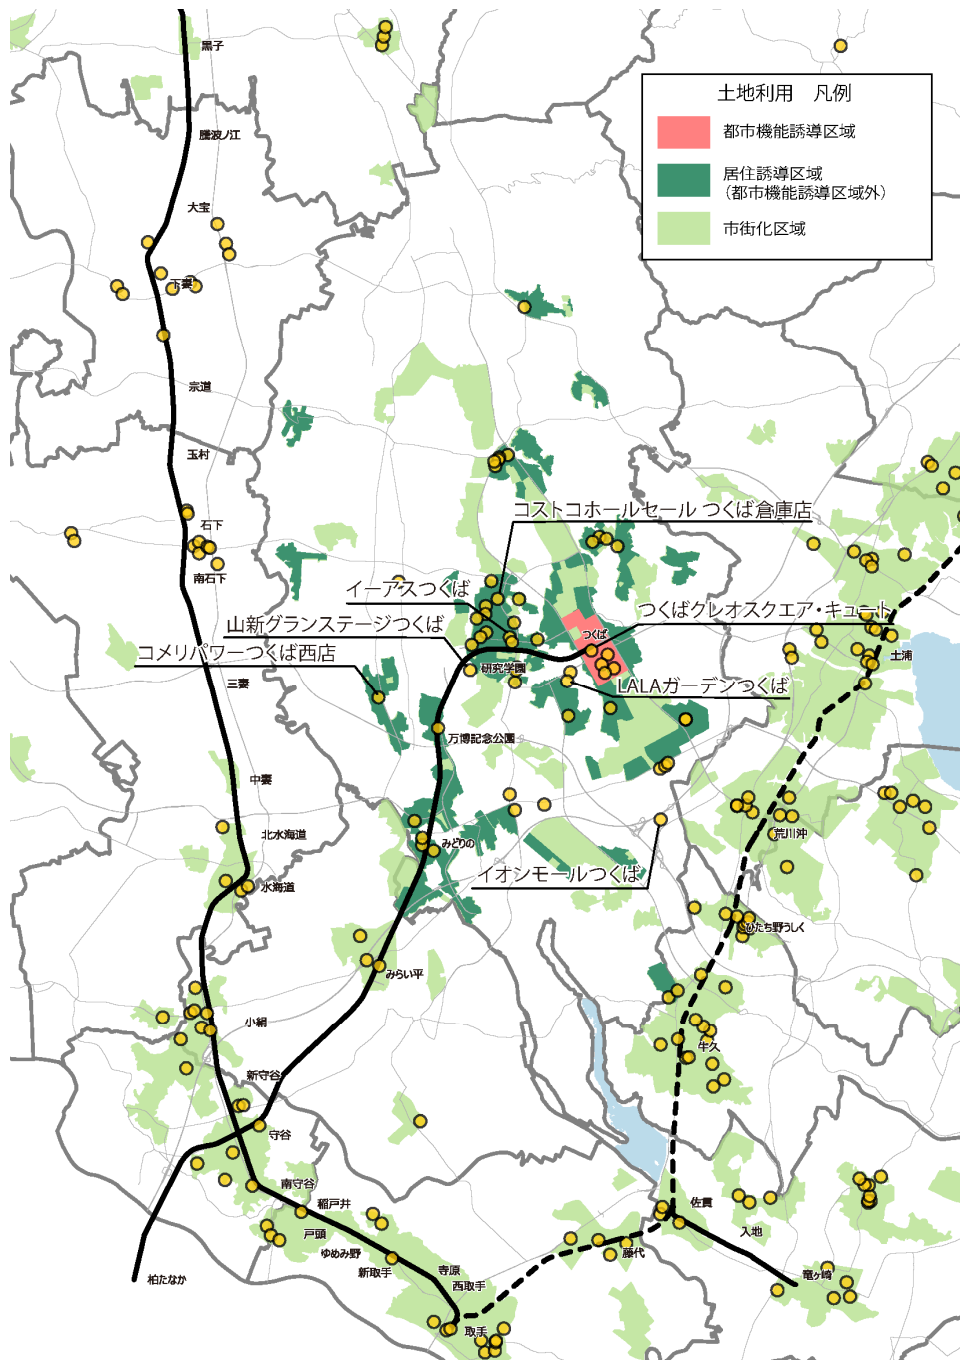 黒子
土地利用　凡例
都市機能誘導区域
居住誘導区域
（都市機能誘導区域外）
市街化区域
騰波ノ江
大宝
下妻
宗道
玉村
石下
南石下
コストコホールセール つくば倉庫店
イーアスつくば
つくばクレオスクエア・キュート
山新グランステージつくば
つくば
コメリパワーつくば西店
土浦
研究学園
三妻
LALAガーデンつくば
万博記念公園
中妻
北水海道
みどりの
荒川沖
イオンモールつくば
水海道
ひたち野うしく
みらい平
小絹
牛久
新守谷
守谷
南守谷
稲戸井
佐貫
戸頭
入地
ゆめみ野
藤代
新取手
寺原
柏たなか
西取手
竜ヶ崎
取手